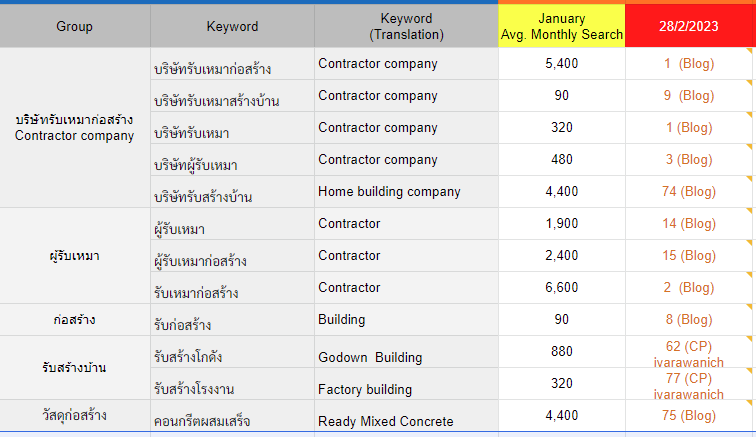 Group Keyword Keyword (Translation) January Avg. Monthly Search 28/2/2023
บริษัทรับเหมาก่อสร้าง Contractor company
บริษัทรับเหมาก่อสร้าง Contractor company 5,400 1 (Blog)
บริษัทรับเหมาสร้างบ้าน Contractor company 90 9 (Blog)
บริษัทรับเหมา Contractor company 320 1 (Blog)
บริษัทผู้รับเหมา Contractor company 480 3 (Blog)
บริษัทรับสร้างบ้าน Home building company 4,400 74 (Blog)
ผู้รับเหมา
ผู้รับเหมา Contractor 1,900 14 (Blog)
ผู้รับเหมาก่อสร้าง Contractor 2,400 15 (Blog)
รับเหมาก่อสร้าง Contractor 6,600 2 (Blog)
ก่อสร้าง รับก่อสร้าง Building 90 8 (Blog)
รับสร้างบ้าน
รับสร้างโกดัง Godown Building 880 62 (CP) ivarawanich
รับสร้างโรงงาน Factory building 320 77 (CP) ivarawanich
วัสดุก่อสร้าง คอนกรีตผสมเสร็จ Ready Mixed Concrete 4,400 75 (Blog)